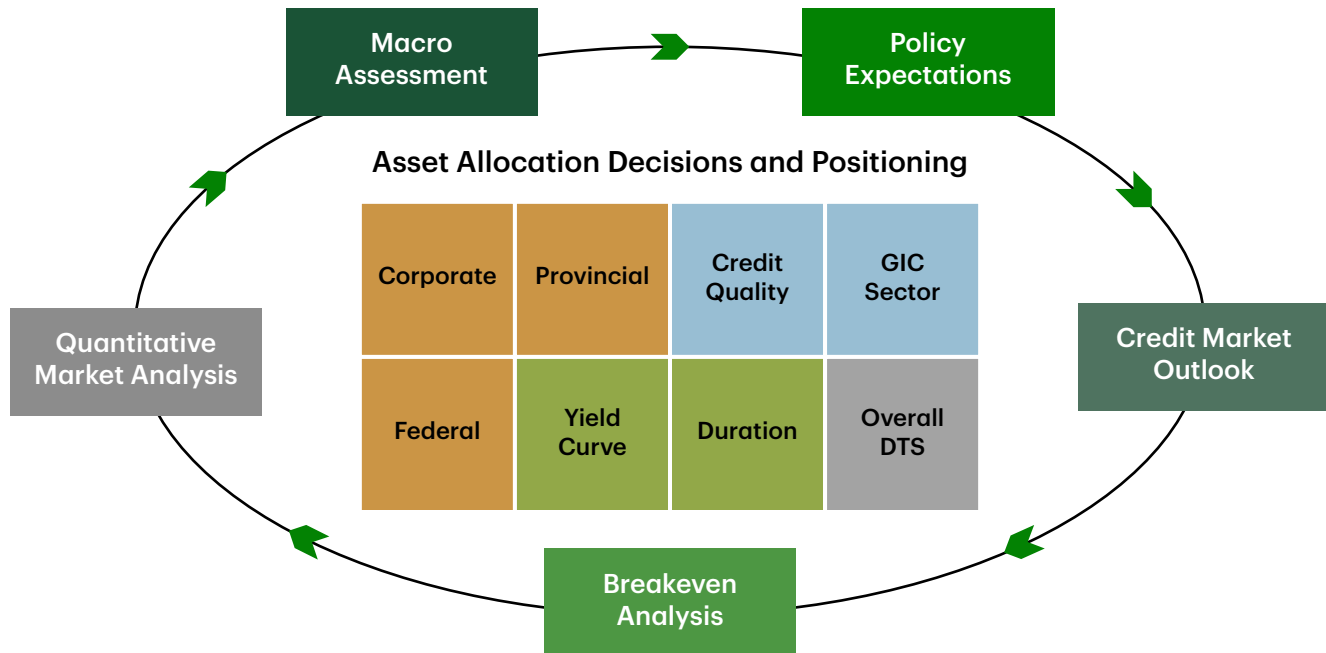 Macro
Assessment
Policy
Expectations
Asset Allocation Decisions and Positioning
Corporate
Provincial
Credit
Quality
GIC
Sector
Quantitative
Market Analysis
Credit Market
Outlook
Federal
Yield
Curve
Duration
Overall
DTS
Breakeven
Analysis